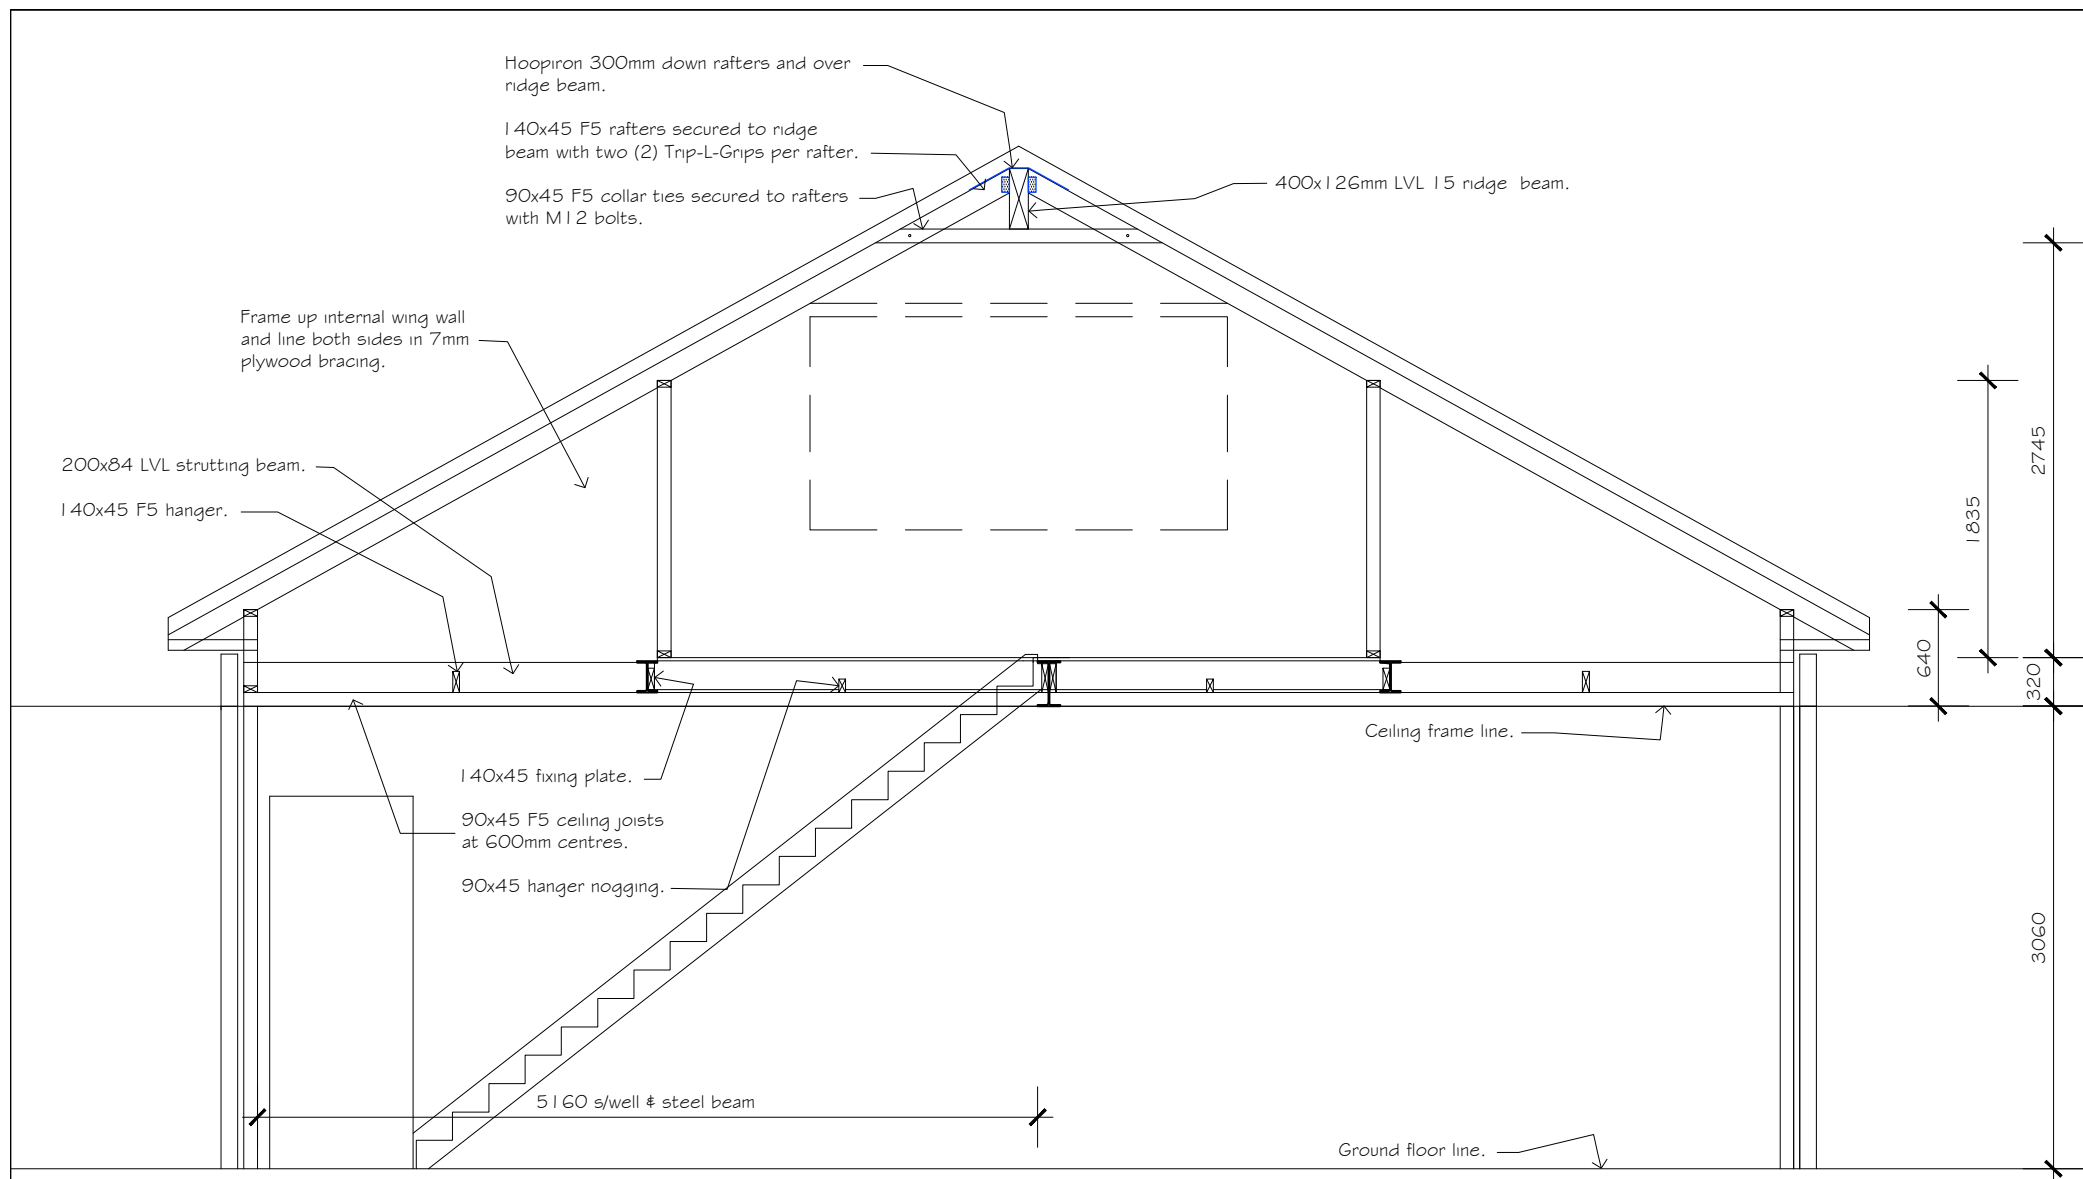 Hoopiron 300mm down rafters and over
ridge beam.
140x45 F5 rafters secured to ridge
beam with two (2) Trip-L-Grips per rafter.
90x45 F5 collar ties secured to rafters
with M12 bolts.
400x126mm LVL 15 ridge beam.
Frame up internal wing wall
and line both sides in 7mm
plywood bracing.
200x84 LVL strutting beam.
140x45 F5 hanger.
2745
1835
640
320
Ceiling frame line.
140x45 fixing plate.
90x45 F5 ceiling joists
at 600mm centres.
90x45 hanger nogging.
3060
5160 s/well & steel beam
Ground floor line.